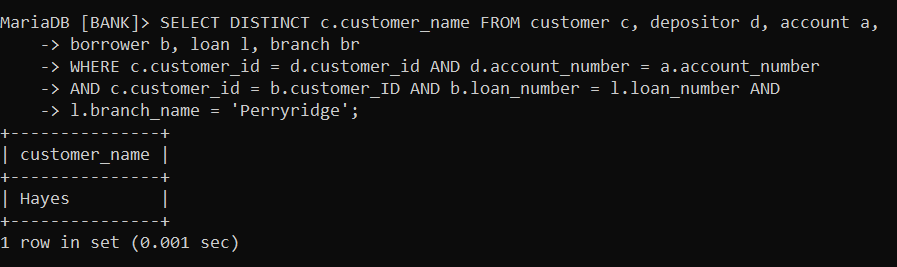 MariaDB [BANK]> SELECT DISTINCT c.customer_name FROM customer c, depositor d, account a,
    -> borrower b, loan l, branch br
    -> WHERE c.customer_id = d.customer_id AND d.account_number = a.account_number
    -> AND c.customer_id = b.customer_ID AND b.loan_number = l.loan_number AND
    -> l.branch_name = 'Perryridge';
+---------------+
| customer_name |
+---------------+
| Hayes         |
+---------------+
1 row in set (0.001 sec)